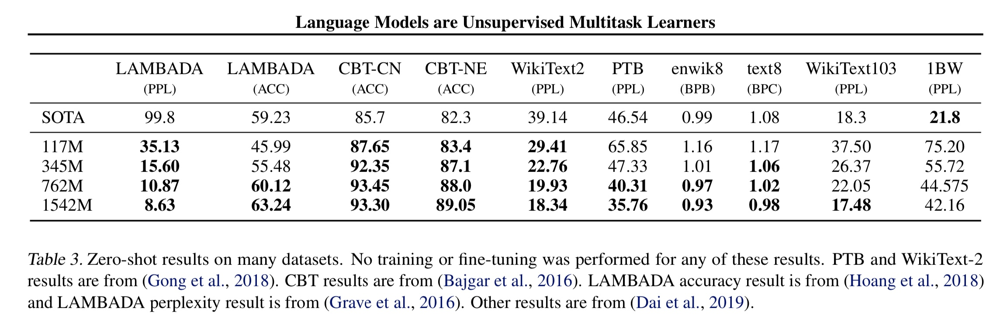 Language Models are Unsupervised Multitask Learners
LAMBADA LAMBADA CBT-CN CBT-NE WikiText2 PTB enwik8 text8 WikiText103 1BW
(PPL) (ACC) (ACC) (ACC) (PPL) (PPL) (BPB) (BPC) (PPL) (PPL)
SOTA 99.8 59.23 85.7 82.3 39.14 46.54 0.99 1.08 18.3 21.8
117M 35.13 45.99 87.65 83.4 29.41 65.85 1.16 1.17 37.50 75.20
345M 15.60 55.48 92.35 87.1 22.76 47.33 1.01 1.06 26.37 55.72
762M 10.87 60.12 93.45 88.0 19.93 40.31 0.97 1.02 22.05 44.575
1542M 8.63 63.24 93.30 89.05 18.34 35.76 0.93 0.98 17.48 42.16
Table 3. Zero-shot results on many datasets. No training or fine-tuning was performed for any of these results. PTB and WikiText-2
results are from (Gong et al., 2018). CBT results are from (Bajgar et al., 2016). LAMBADA accuracy result is from (Hoang et al., 2018)
and LAMBADA perplexity result is from (Grave et al., 2016). Other results are from (Dai et al., 2019).